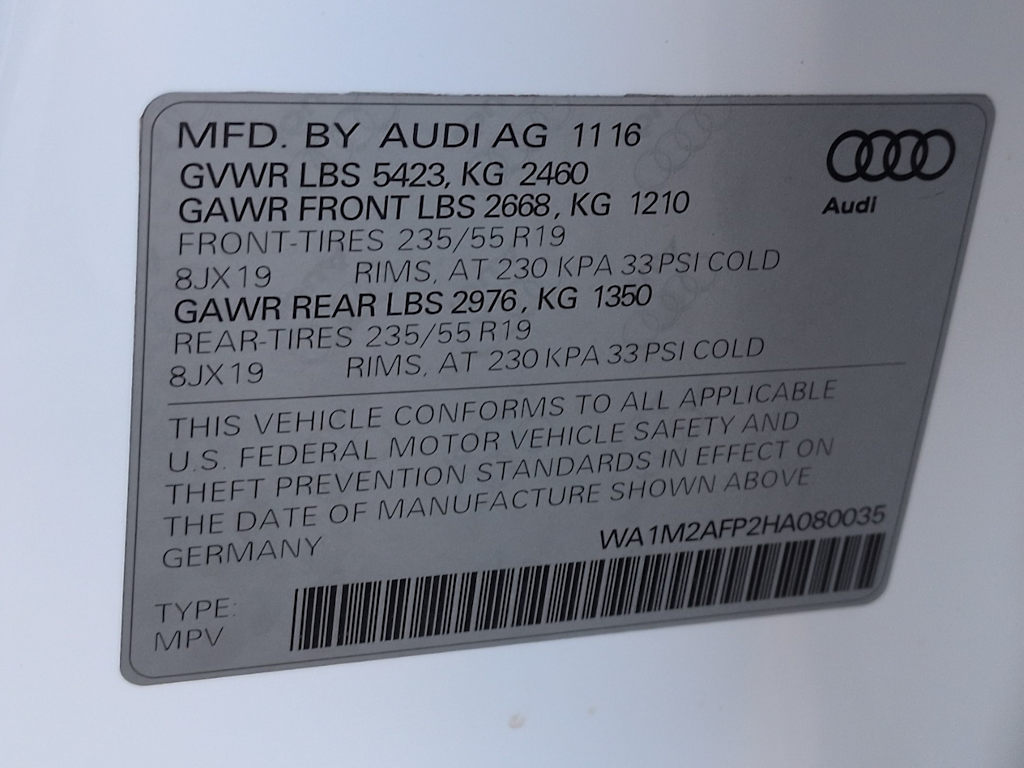 MFD. BY AUDI AG 11 16
GVWR LBS 5423, KG 2460
GAWR FRONT LBS 2668, KG 1210
FRONT-TIRES 235/55 R19
8JX19 RIMS, AT 230 KPA 33 PSI COLD
GAWR REAR LBS 2976, KG 1350
REAR-TIRES 235/55 R19
8JX19 RIMS, AT 230 KPA 33 PSI COLD
Audi
THIS VEHICLE CONFORMS TO ALL APPLICABLE
U.S. FEDERAL MOTOR VEHICLE SAFETY AND
THEFT PREVENTION STANDARDS IN EFFECT ON
THE DATE OF MANUFACTURE SHOWN ABOVE
GERMANY WA1M2AFP2HA080035
TYPE:
MPV